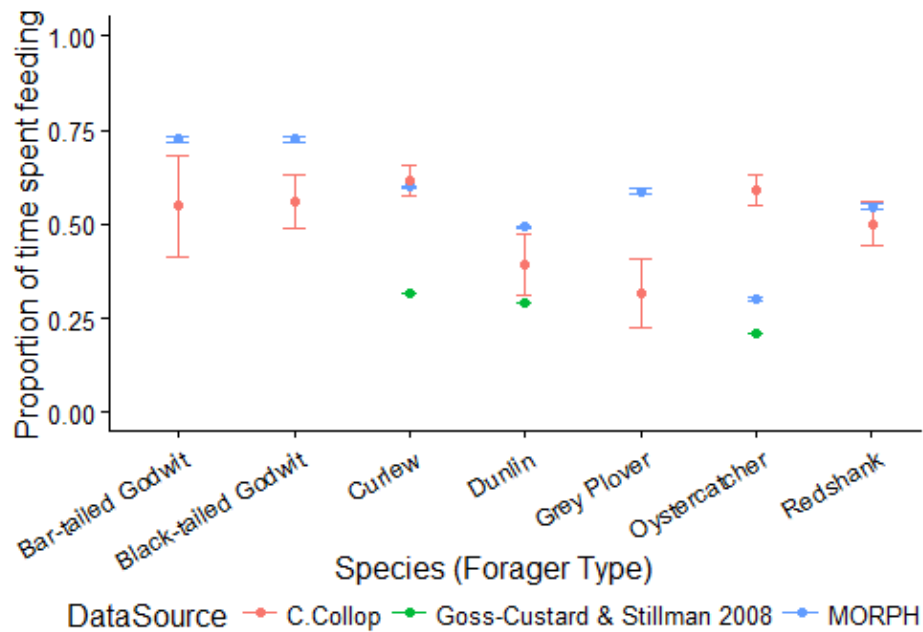 Proportion of time spent feeding
1.00
0.75
0.50
0.25
0.00
Bar-tailed Godwit
Black-tailed Godwit
Curlew
Dunlin
Grey Plover
Oystercatcher
Redshank
Species (Forager Type)
DataSource C.Collop Goss-Custard & Stillman 2008 MORPH